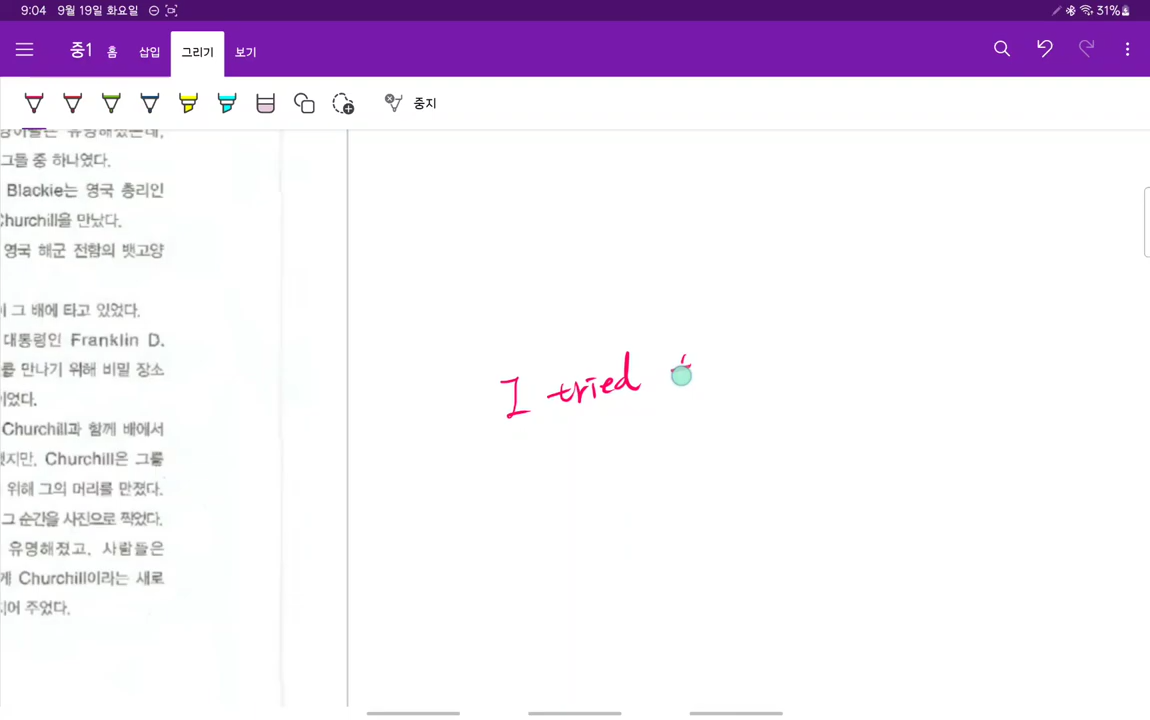 9:04 9월 19일 화요일 31%
중1 홈 삽입 그리기 보기
중지
그들 중 하나였다.
Blackie는 영국 총리인
Churchill을 만났다.
영국 해군 전함의 뱃고양
그 배에 타고 있었다.
대통령인 Franklin D.
를 만나기 위해 비밀 장소
이었다.
Churchill과 함께 배에서
했지만, Churchill은 그를
위해 그의 머리를 만졌다.
그 순간을 사진으로 찍었다.
유명해졌고, 사람들은
게 Churchill이라는 새로
지어 주었다.
I tried